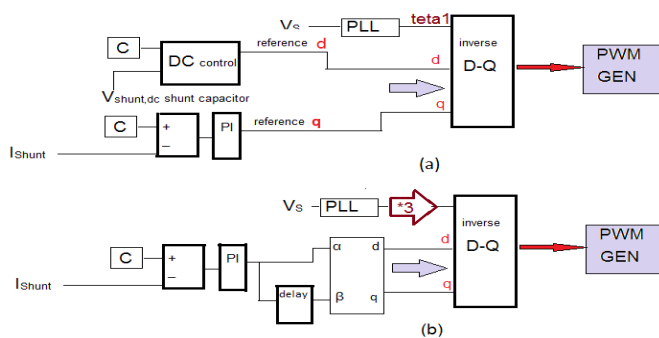 Vs PLL teta1
C reference d inverse
DC control D-Q PWM
GEN
d
Vshunt,dc shunt capacitor
q
C + PI reference q
−
IShunt
(a)
Vs PLL *3
inverse
D-Q PWM
GEN
C + PI α d d
−
IShunt delay β q q
(b)